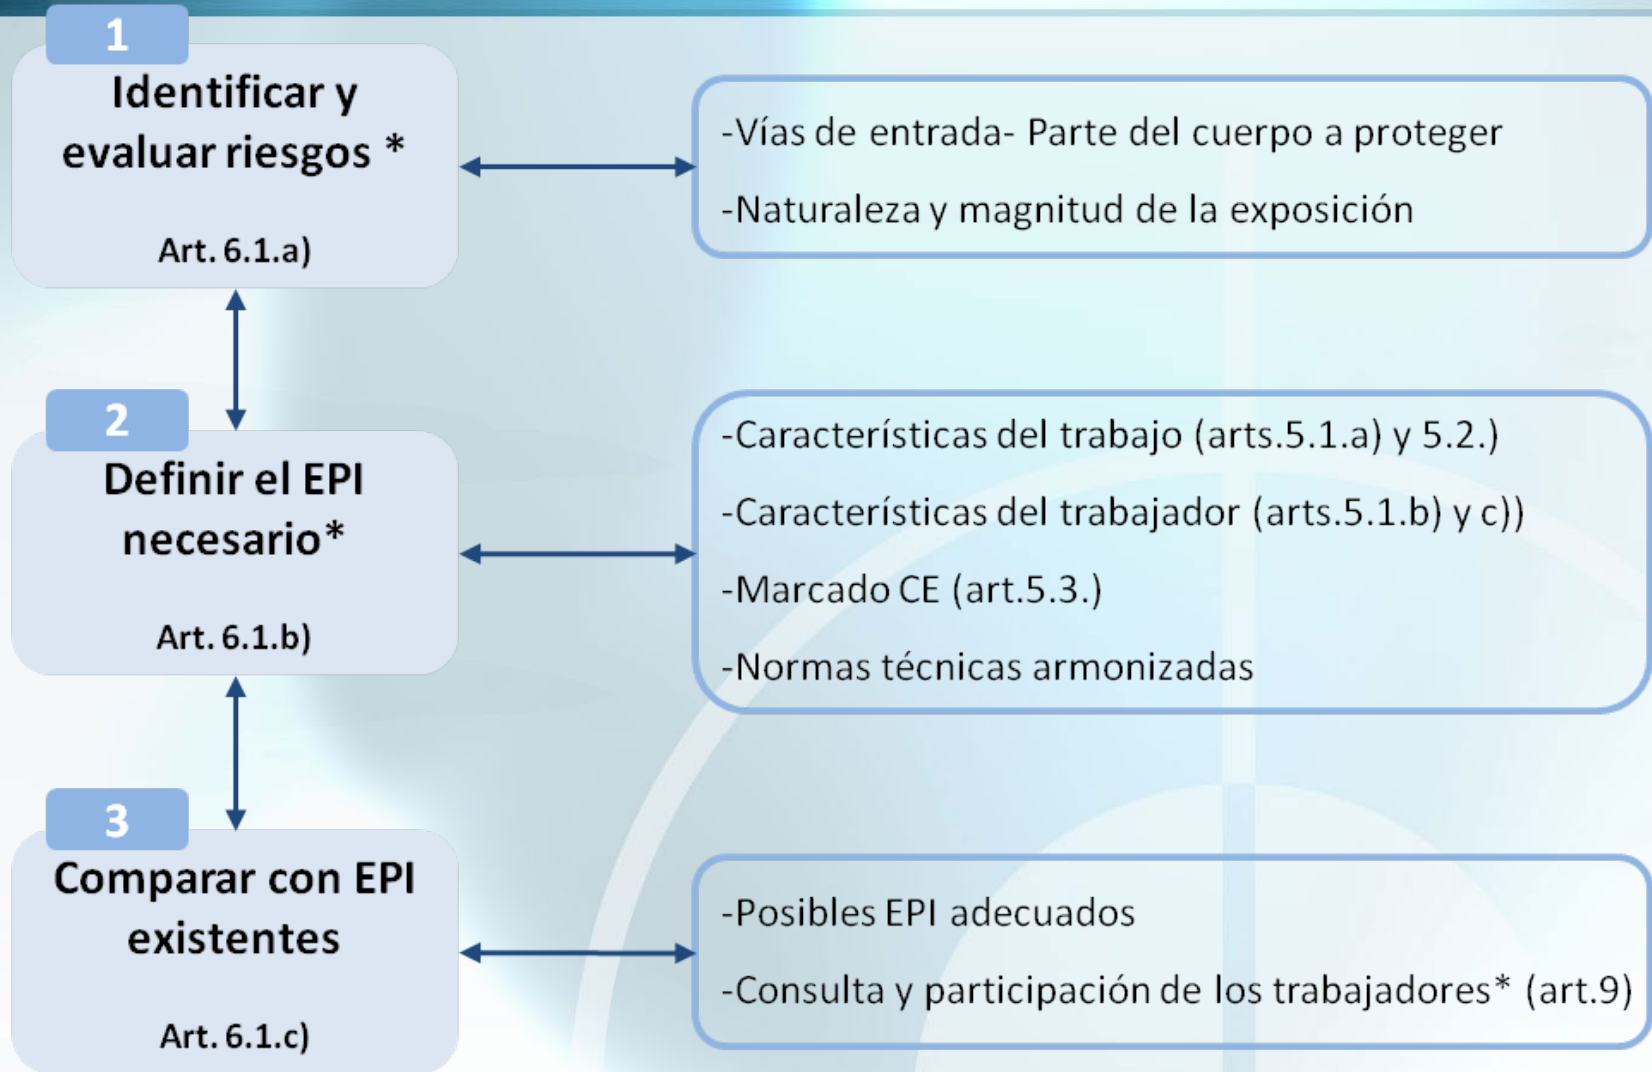 1
Identificar y
evaluar riesgos *
Art. 6.1.a)
-Vías de entrada- Parte del cuerpo a proteger
-Naturaleza y magnitud de la exposición
2
Definir el EPI
necesario*
Art. 6.1.b)
-Características del trabajo (arts.5.1.a) y 5.2.)
-Características del trabajador (arts.5.1.b) y c))
-Marcado CE (art.5.3.)
-Normas técnicas armonizadas
3
Comparar con EPI
existentes
Art. 6.1.c)
-Posibles EPI adecuados
-Consulta y participación de los trabajadores* (art.9)